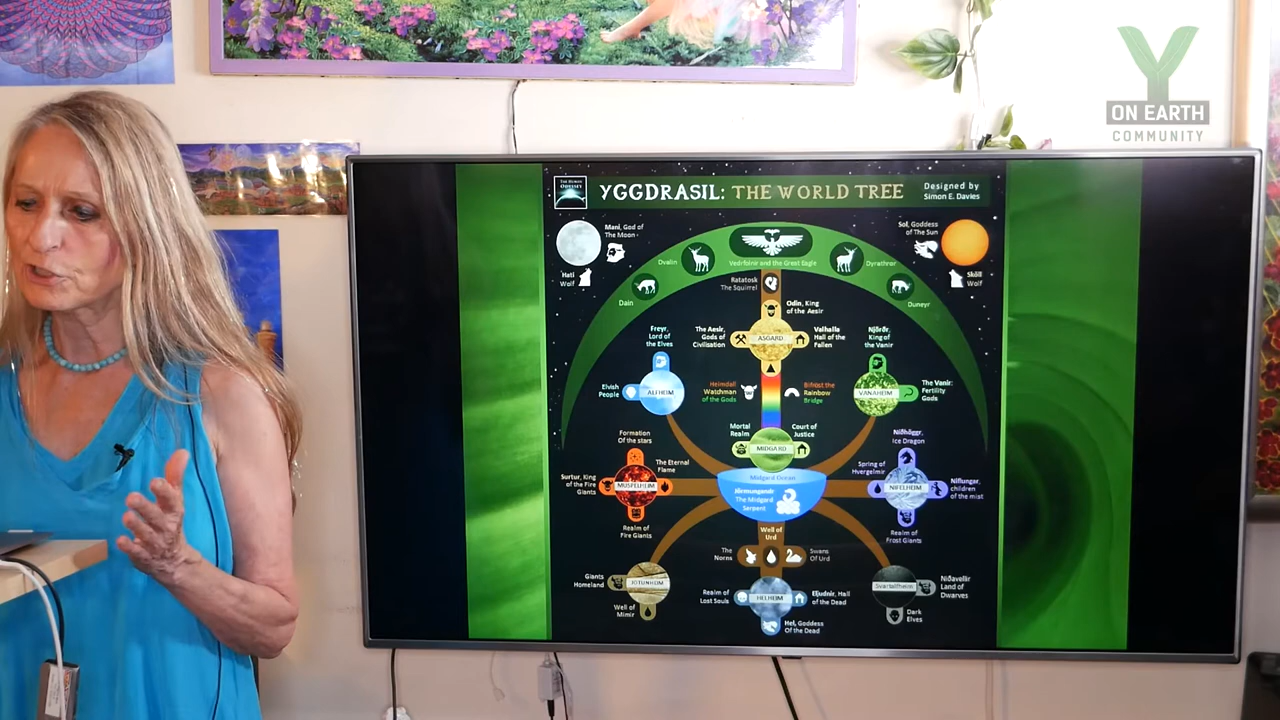 Y
ON EARTH
COMMUNITY
THE HUMAN
ODYSSEY
YGGDRASIL: THE WORLD TREE
Designed by
Simon E. Davies
Mani, God of
The Moon
Sol, Goddess
of The Sun
Hati
Wolf
Sköll
Wolf
Dvalin
Vedrfolnir and the Great Eagle
Dyrathror
Dain
Duneyr
Ratatosk
The Squirrel
Odin, King
of the Aesir
Freyr,
Lord of
the Elves
The Aesir,
Gods of
Civilisation
ASGARD
Valhalla
Hall of the
Fallen
Njörðr,
King of
the Vanir
Elvish
People
ALFHEIM
Heimdall
Watchman
of the Gods
Bifrost the
Rainbow
Bridge
VANAHEIM
The Vanir:
Fertility
Gods
Formation
Of the stars
Mortal
Realm
MIDGARD
Court of
Justice
Niðhöggr,
Ice Dragon
The Eternal
Flame
Surtur, King
of the Fire
Giants
MUSPELHEIM
Realm of
Fire Giants
Midgard Ocean
Jörmungandr
The Midgard
Serpent
Spring of
Hvergelmir
NIFELHEIM
Niflungar,
children
of the mist
Realm of
Frost Giants
Well of
Urd
The
Norns
Swans
Of Urd
Giants
Homeland
JOTUNHEIM
Well of
Mimir
Realm of
Lost Souls
HELHEIM
Eljudnir, Hall
of the Dead
Hel, Goddess
Of the Dead
Svartalfheim
Niðavellir
Land of
Dwarves
Dark
Elves